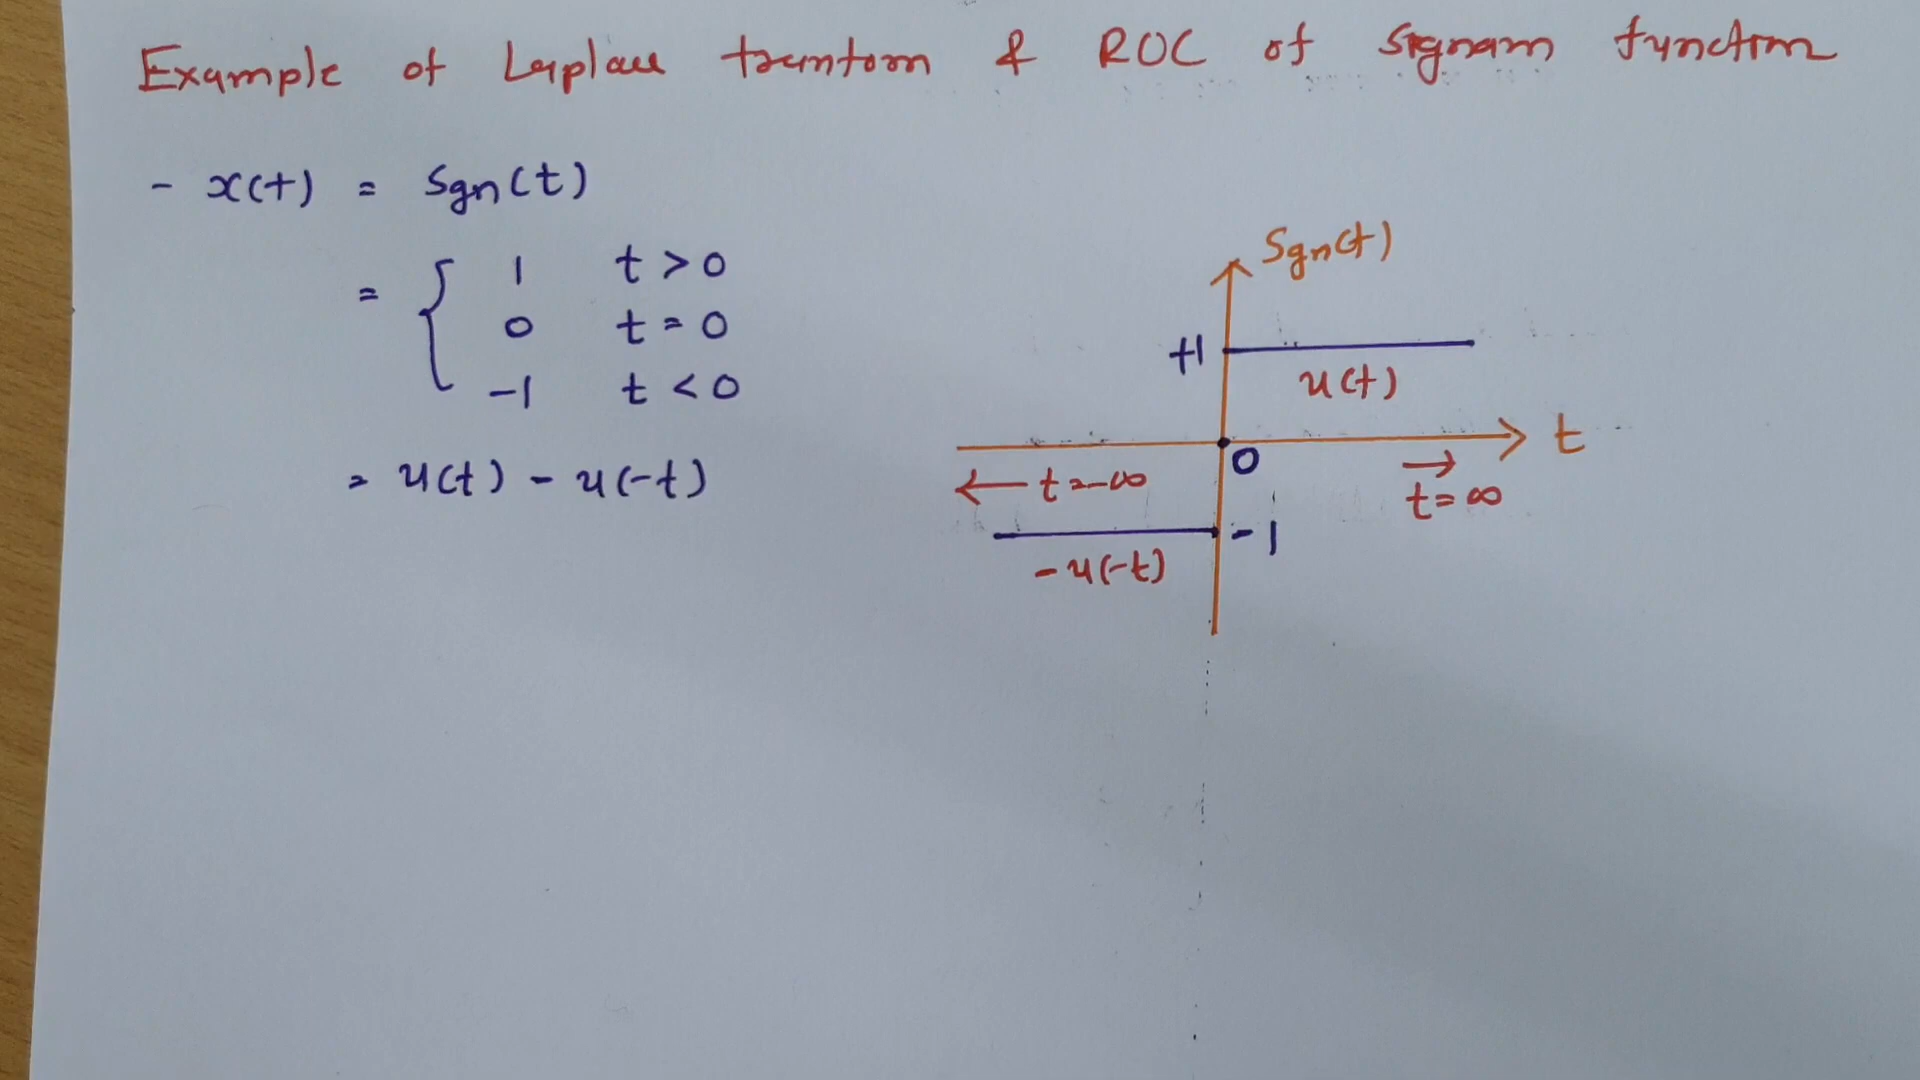 Example of Laplace transform & ROC of Signum function
- x(t) = Sgn(t)
= { 1 t > 0
0 t = 0
-1 t < 0
= u(t) - u(-t)
Sgn(t)
+1
u(t)
t
0
t=-∞
t=∞
-1
-u(-t)